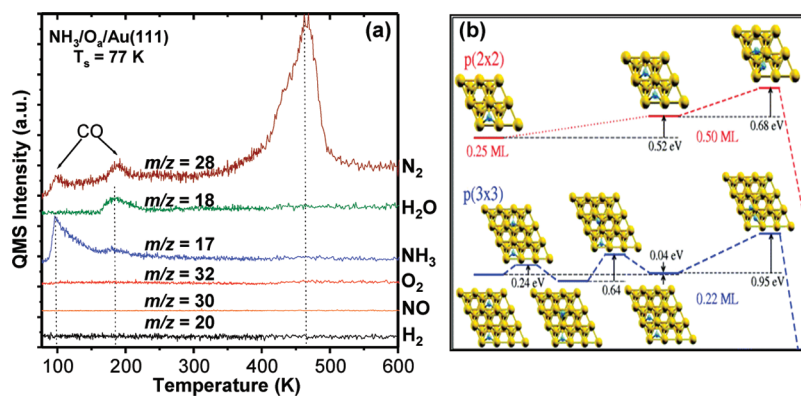 NH₃/Oₐ/Au(111)
Tₛ = 77 K
(a)
CO
m/z = 28
N₂
m/z = 18
H₂O
m/z = 17
NH₃
m/z = 32
O₂
m/z = 30
NO
m/z = 20
H₂
QMS Intensity (a.u.)
100
200
300
400
500
600
Temperature (K)
(b)
p(2x2)
0.25 ML
0.52 eV
0.50 ML
0.68 eV
p(3x3)
0.24 eV
0.64
0.04 eV
0.22 ML
0.95 eV